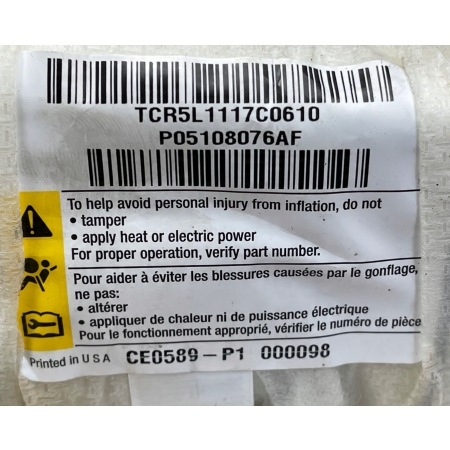 TCR5L1117C0610
P05108076AF
To help avoid personal injury from inflation, do not
• tamper
• apply heat or electric power
For proper operation, verify part number.
Pour aider à éviter les blessures causées par le gonflage,
ne pas:
• altérer
• appliquer de chaleur ni de puissance électrique
Pour le fonctionnement approprié, vérifier le numéro de pièce
Printed in U S A CE0589-P1 000098